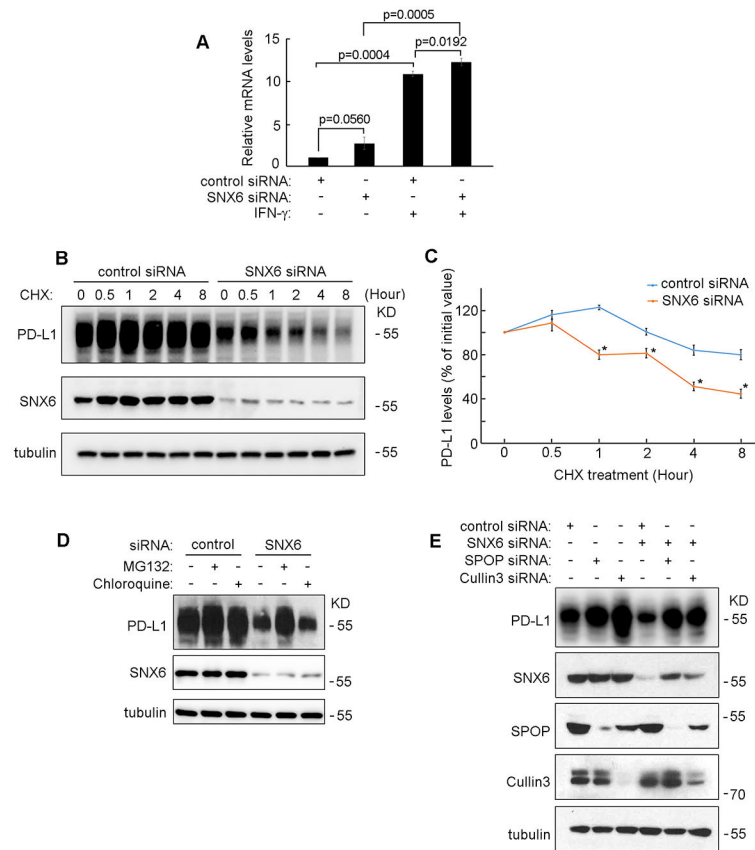 A
p=0.0005
p=0.0004
p=0.0192
p=0.0560
Relative mRNA levels
15
10
5
0
control siRNA: + - + -
SNX6 siRNA: - + - +
IFN-γ: - - + +
B
control siRNA SNX6 siRNA
CHX: 0 0.5 1 2 4 8 0 0.5 1 2 4 8 (Hour)
KD
PD-L1 - 55
SNX6 - 55
tubulin - 55
C
control siRNA
SNX6 siRNA
PD-L1 levels (% of initial value)
120
80
40
0
* * * *
0 0.5 1 2 4 8
CHX treatment (Hour)
D
siRNA: control SNX6
MG132: - + - - + -
Chloroquine: - - + - - +
KD
PD-L1 - 55
SNX6 - 55
tubulin - 55
E
control siRNA: + - - + - -
SNX6 siRNA: - - - + + +
SPOP siRNA: - + - - + -
Cullin3 siRNA: - - + - - +
KD
PD-L1 - 55
SNX6 - 55
- 55
SPOP
Cullin3 - 70
tubulin - 55